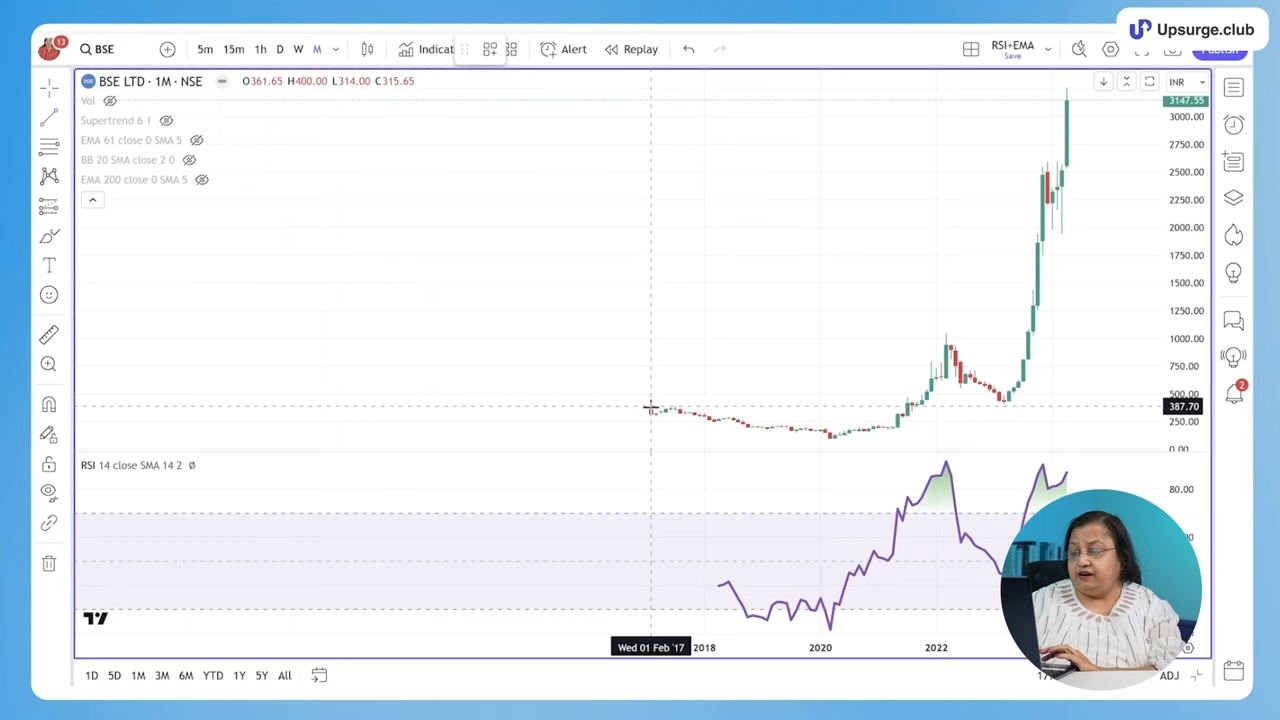 Upsurge.club
13
BSE
5m 15m 1h D W M
Indicat
Alert
Replay
RSI+EMA
Save
Publish
BSE LTD · 1M · NSE
O361.65 H400.00 L314.00 C315.65
INR
Vol
3147.55
Supertrend 6 1
3000.00
EMA 61 close 0 SMA 5
2750.00
BB 20 SMA close 2 0
2500.00
EMA 200 close 0 SMA 5
2250.00
2000.00
1750.00
1500.00
1250.00
1000.00
750.00
500.00
387.70
250.00
0.00
2
RSI 14 close SMA 14 2 Ø
80.00
Wed 01 Feb '17
2018
2020
2022
1D 5D 1M 3M 6M YTD 1Y 5Y All
ADJ